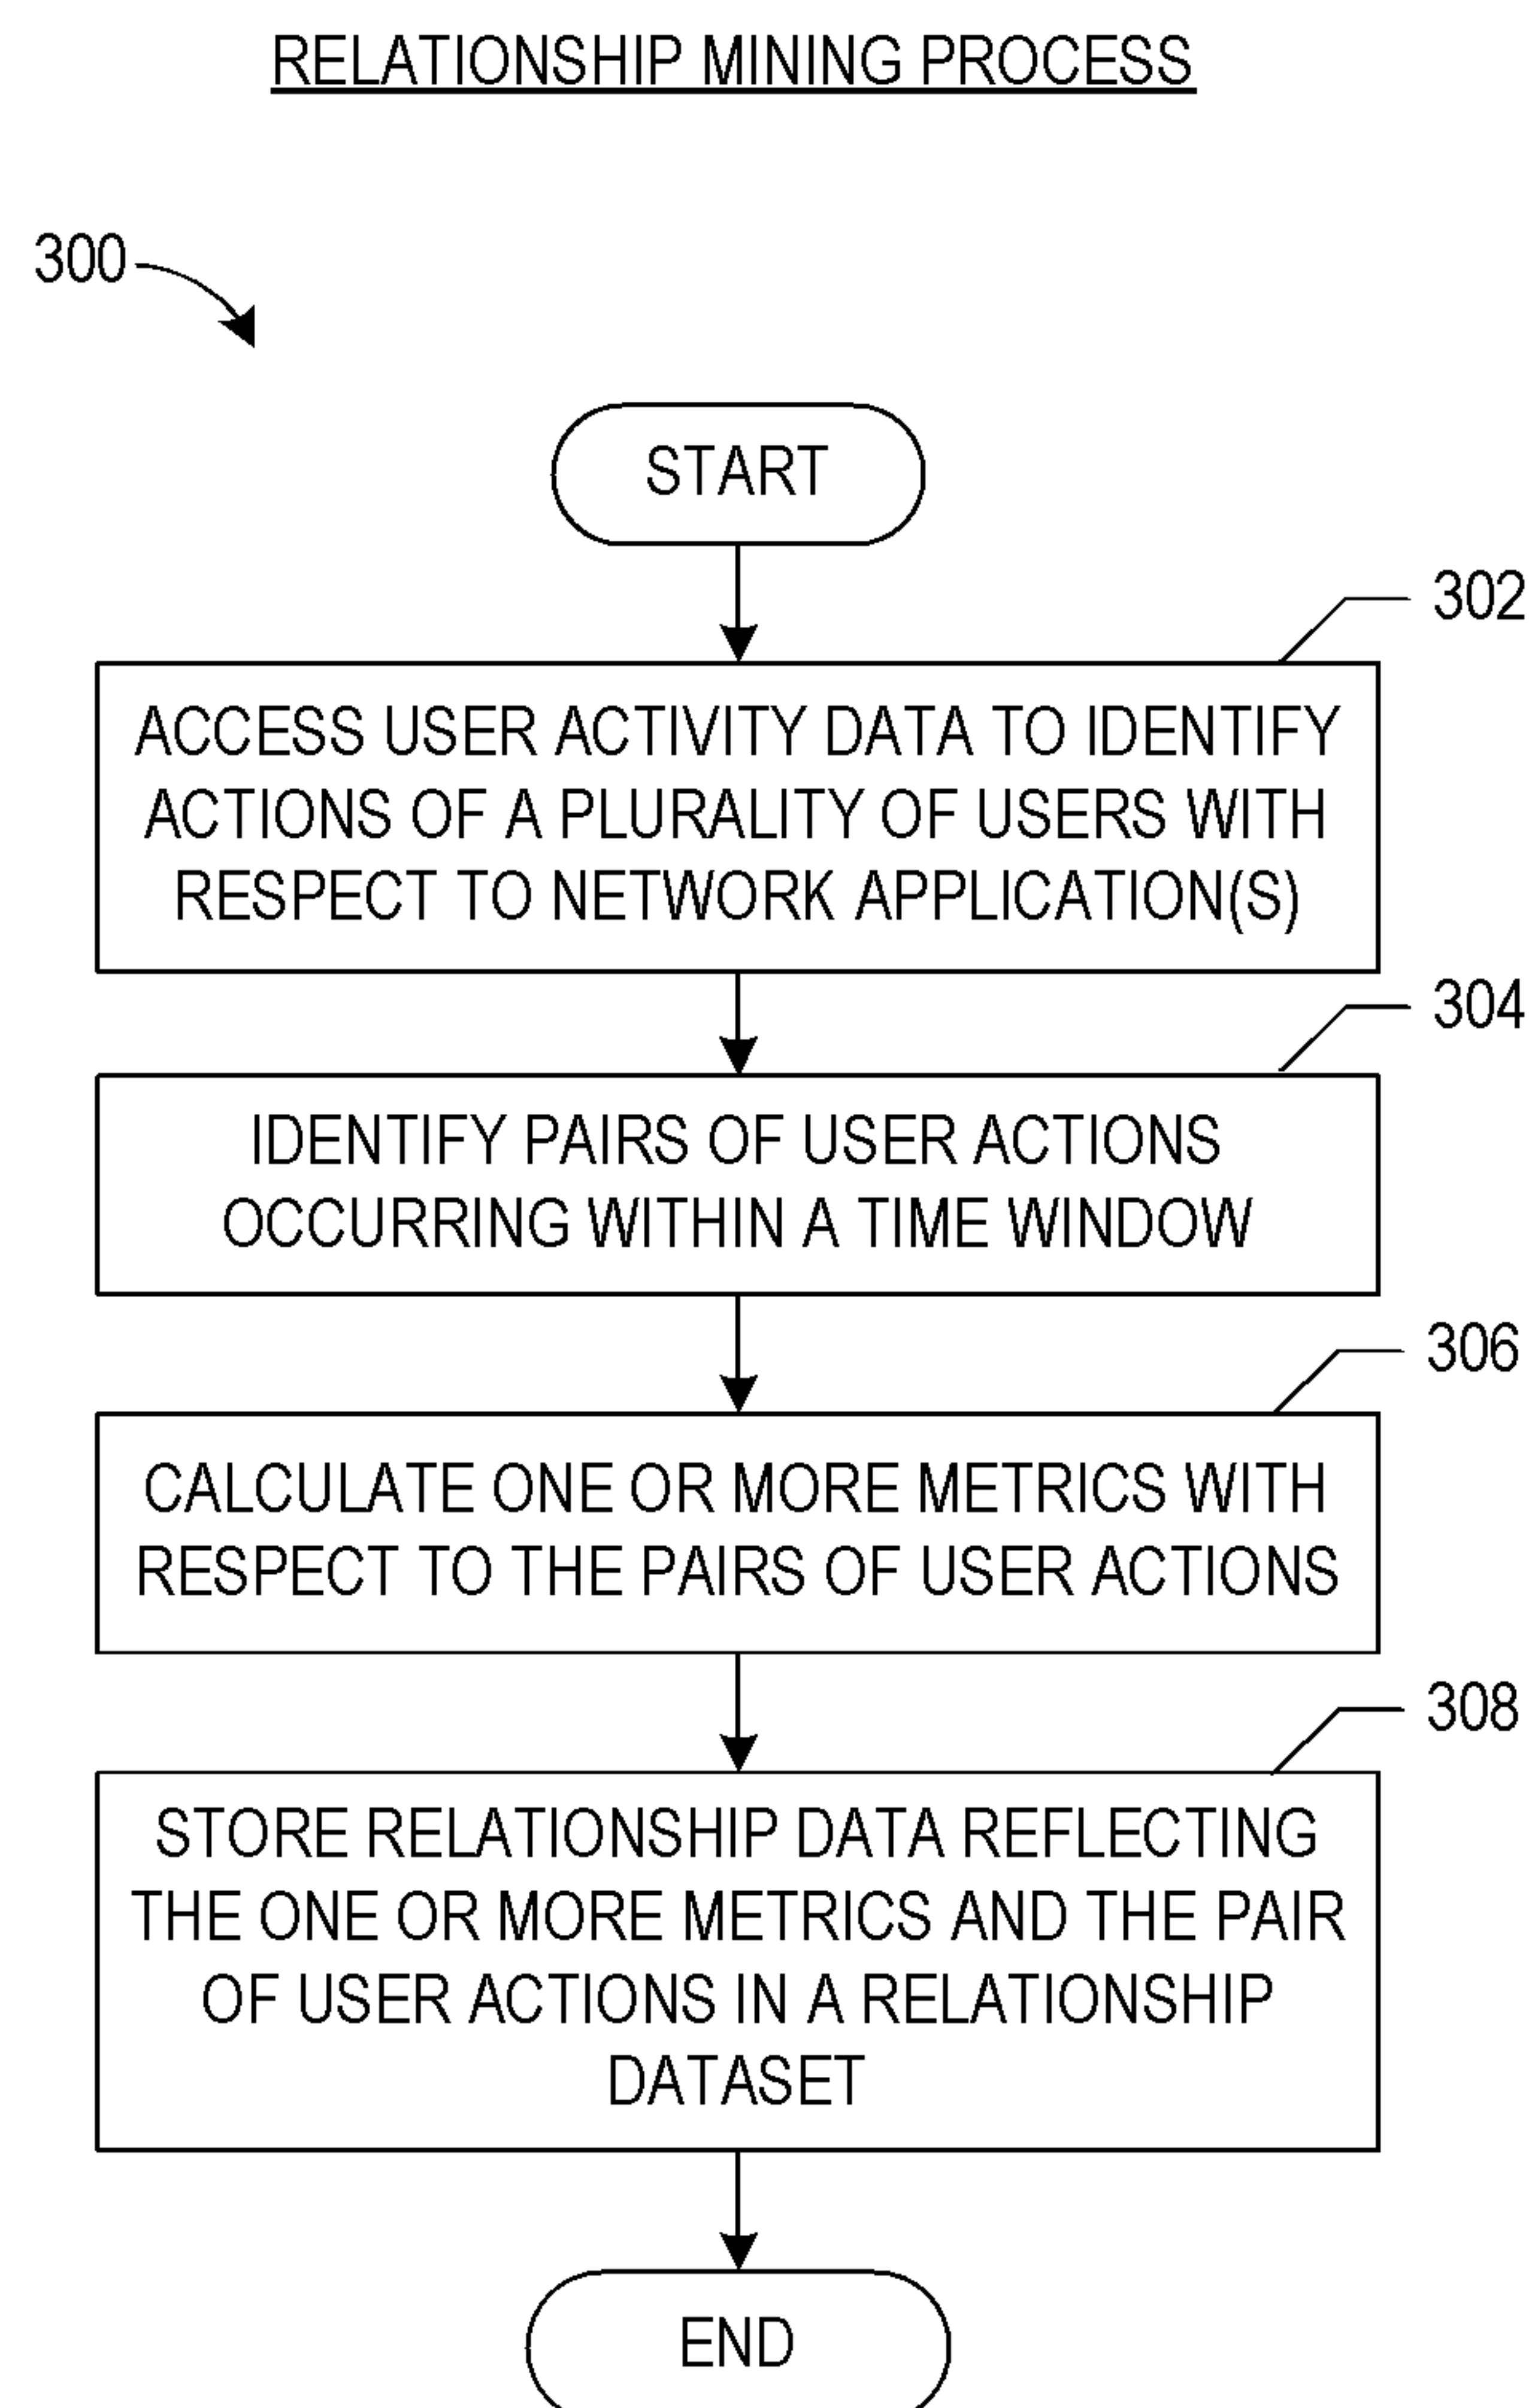 RELATIONSHIP MINING PROCESS
300
START
302
ACCESS USER ACTIVITY DATA TO IDENTIFY
ACTIONS OF A PLURALITY OF USERS WITH
RESPECT TO NETWORK APPLICATION(S)
304
IDENTIFY PAIRS OF USER ACTIONS
OCCURRING WITHIN A TIME WINDOW
306
CALCULATE ONE OR MORE METRICS WITH
RESPECT TO THE PAIRS OF USER ACTIONS
308
STORE RELATIONSHIP DATA REFLECTING
THE ONE OR MORE METRICS AND THE PAIR
OF USER ACTIONS IN A RELATIONSHIP
DATASET
END